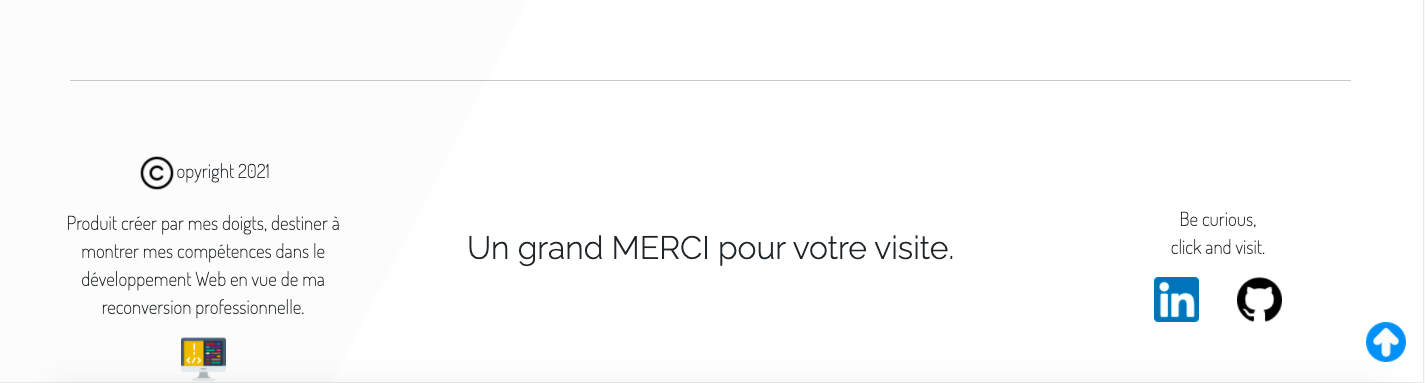 ©opyright 2021
Produit créer par mes doigts, destiner à
montrer mes compétences dans le
développement Web en vue de ma
reconversion professionnelle.
Un grand MERCI pour votre visite.
Be curious,
click and visit.
in